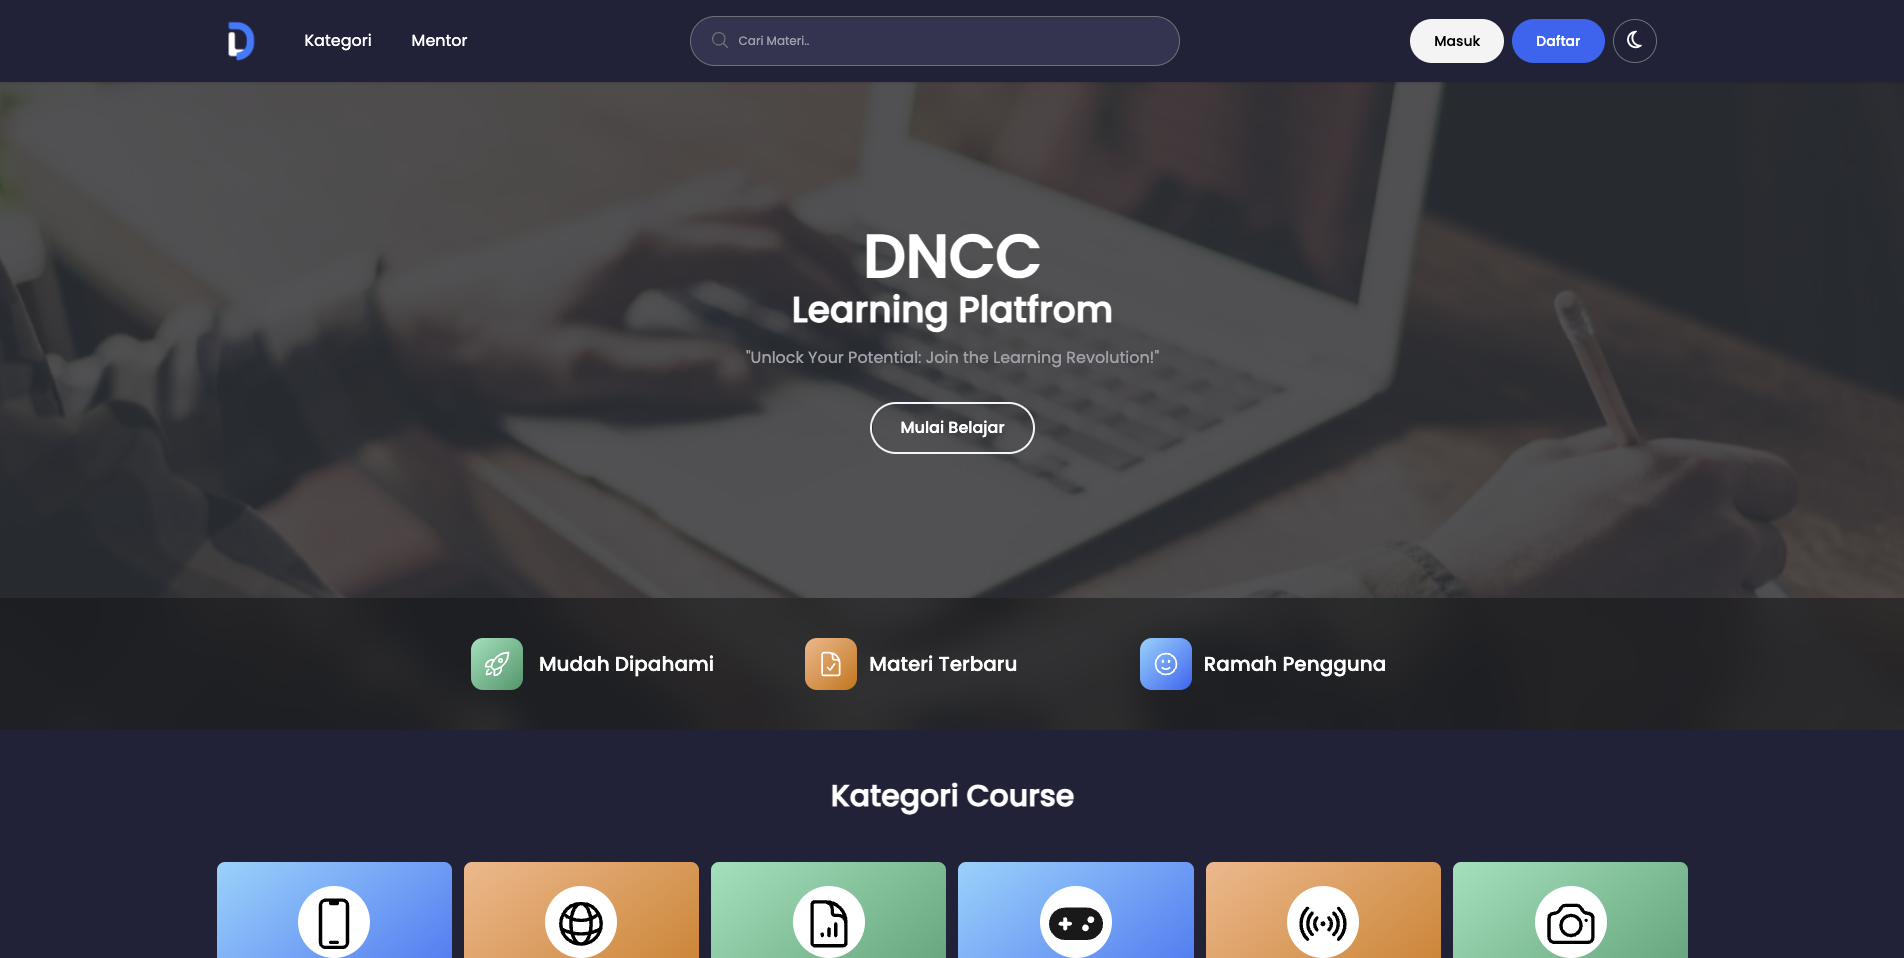 Kategori
Mentor
Cari Materi..
Masuk
Daftar
DNCC
Learning Platfrom
"Unlock Your Potential: Join the Learning Revolution!"
Mulai Belajar
Mudah Dipahami
Materi Terbaru
Ramah Pengguna
Kategori Course